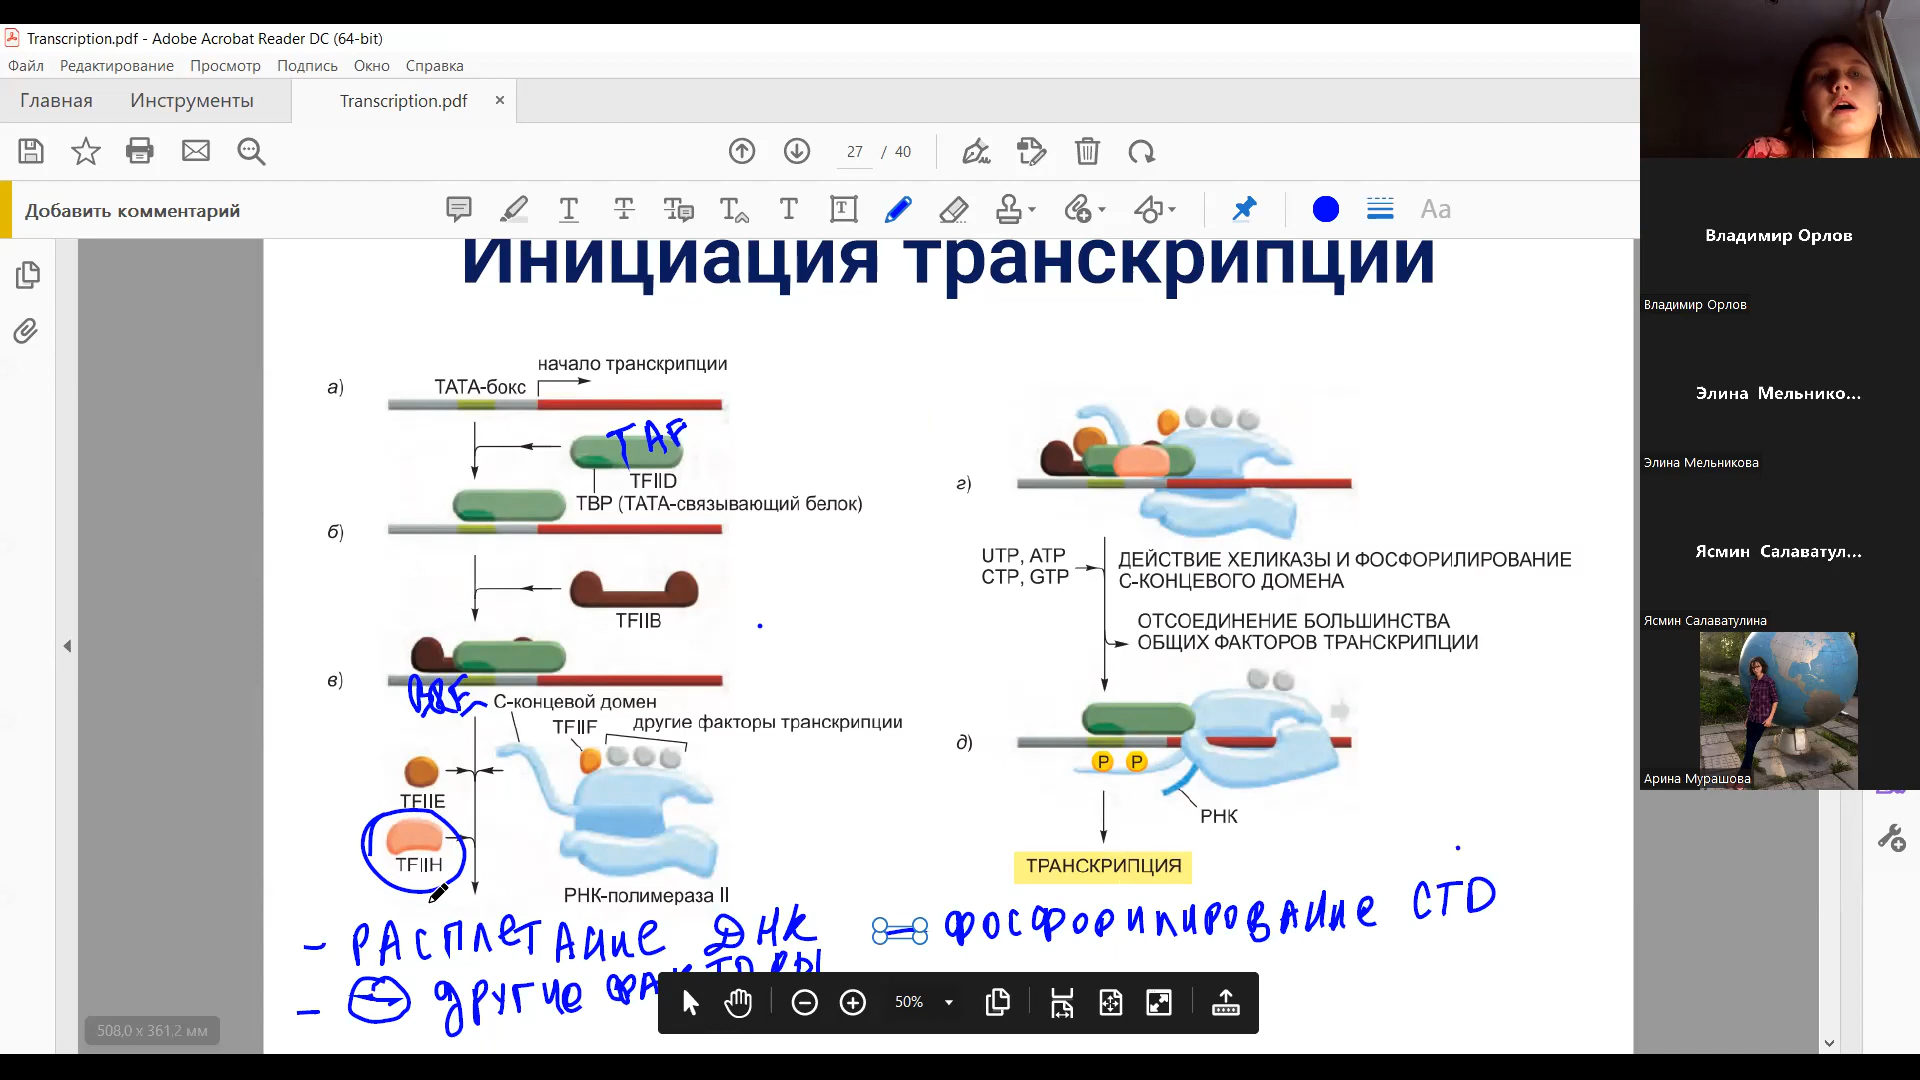 Transcription.pdf - Adobe Acrobat Reader DC (64-bit)
Файл Редактирование Просмотр Подпись Окно Справка
Главная Инструменты Transcription.pdf ×
27 / 40
Добавить комментарий
Aa
Инициация транскрипции
начало транскрипции
а) ТАТА-бокс
TAF
TFIID
TBP (ТАТА-связывающий белок)
б)
TFIIB
в)
BRE
С-концевой домен
TFIIF другие факторы транскрипции
TFIIE
TFIIH
РНК-полимераза II
г)
UTP, ATP
CTP, GTP
ДЕЙСТВИЕ ХЕЛИКАЗЫ И ФОСФОРИЛИРОВАНИЕ
С-КОНЦЕВОГО ДОМЕНА
ОТСОЕДИНЕНИЕ БОЛЬШИНСТВА
ОБЩИХ ФАКТОРОВ ТРАНСКРИПЦИИ
д)
P P
РНК
ТРАНСКРИПЦИЯ
- РАСПЛЕТАНИЕ ДНК
- другие факторы
- фосфорилирование CTD
50%
508,0 x 361,2 мм
Владимир Орлов
Владимир Орлов
Элина Мельнико...
Элина Мельникова
Ясмин Салаватул...
Ясмин Салаватулина
Арина Мурашова